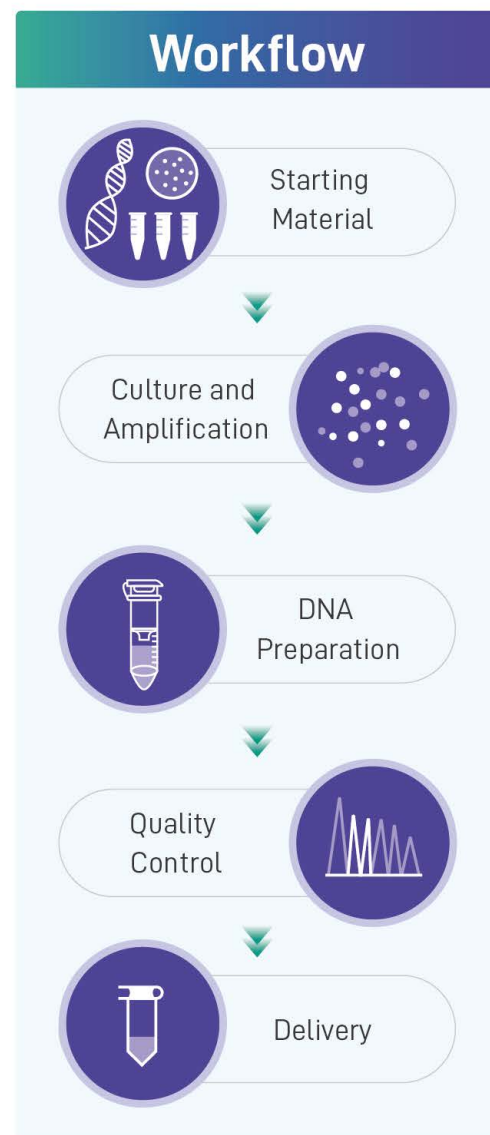 Workflow
Starting
Material
Culture and
Amplification
DNA
Preparation
Quality
Control
Delivery